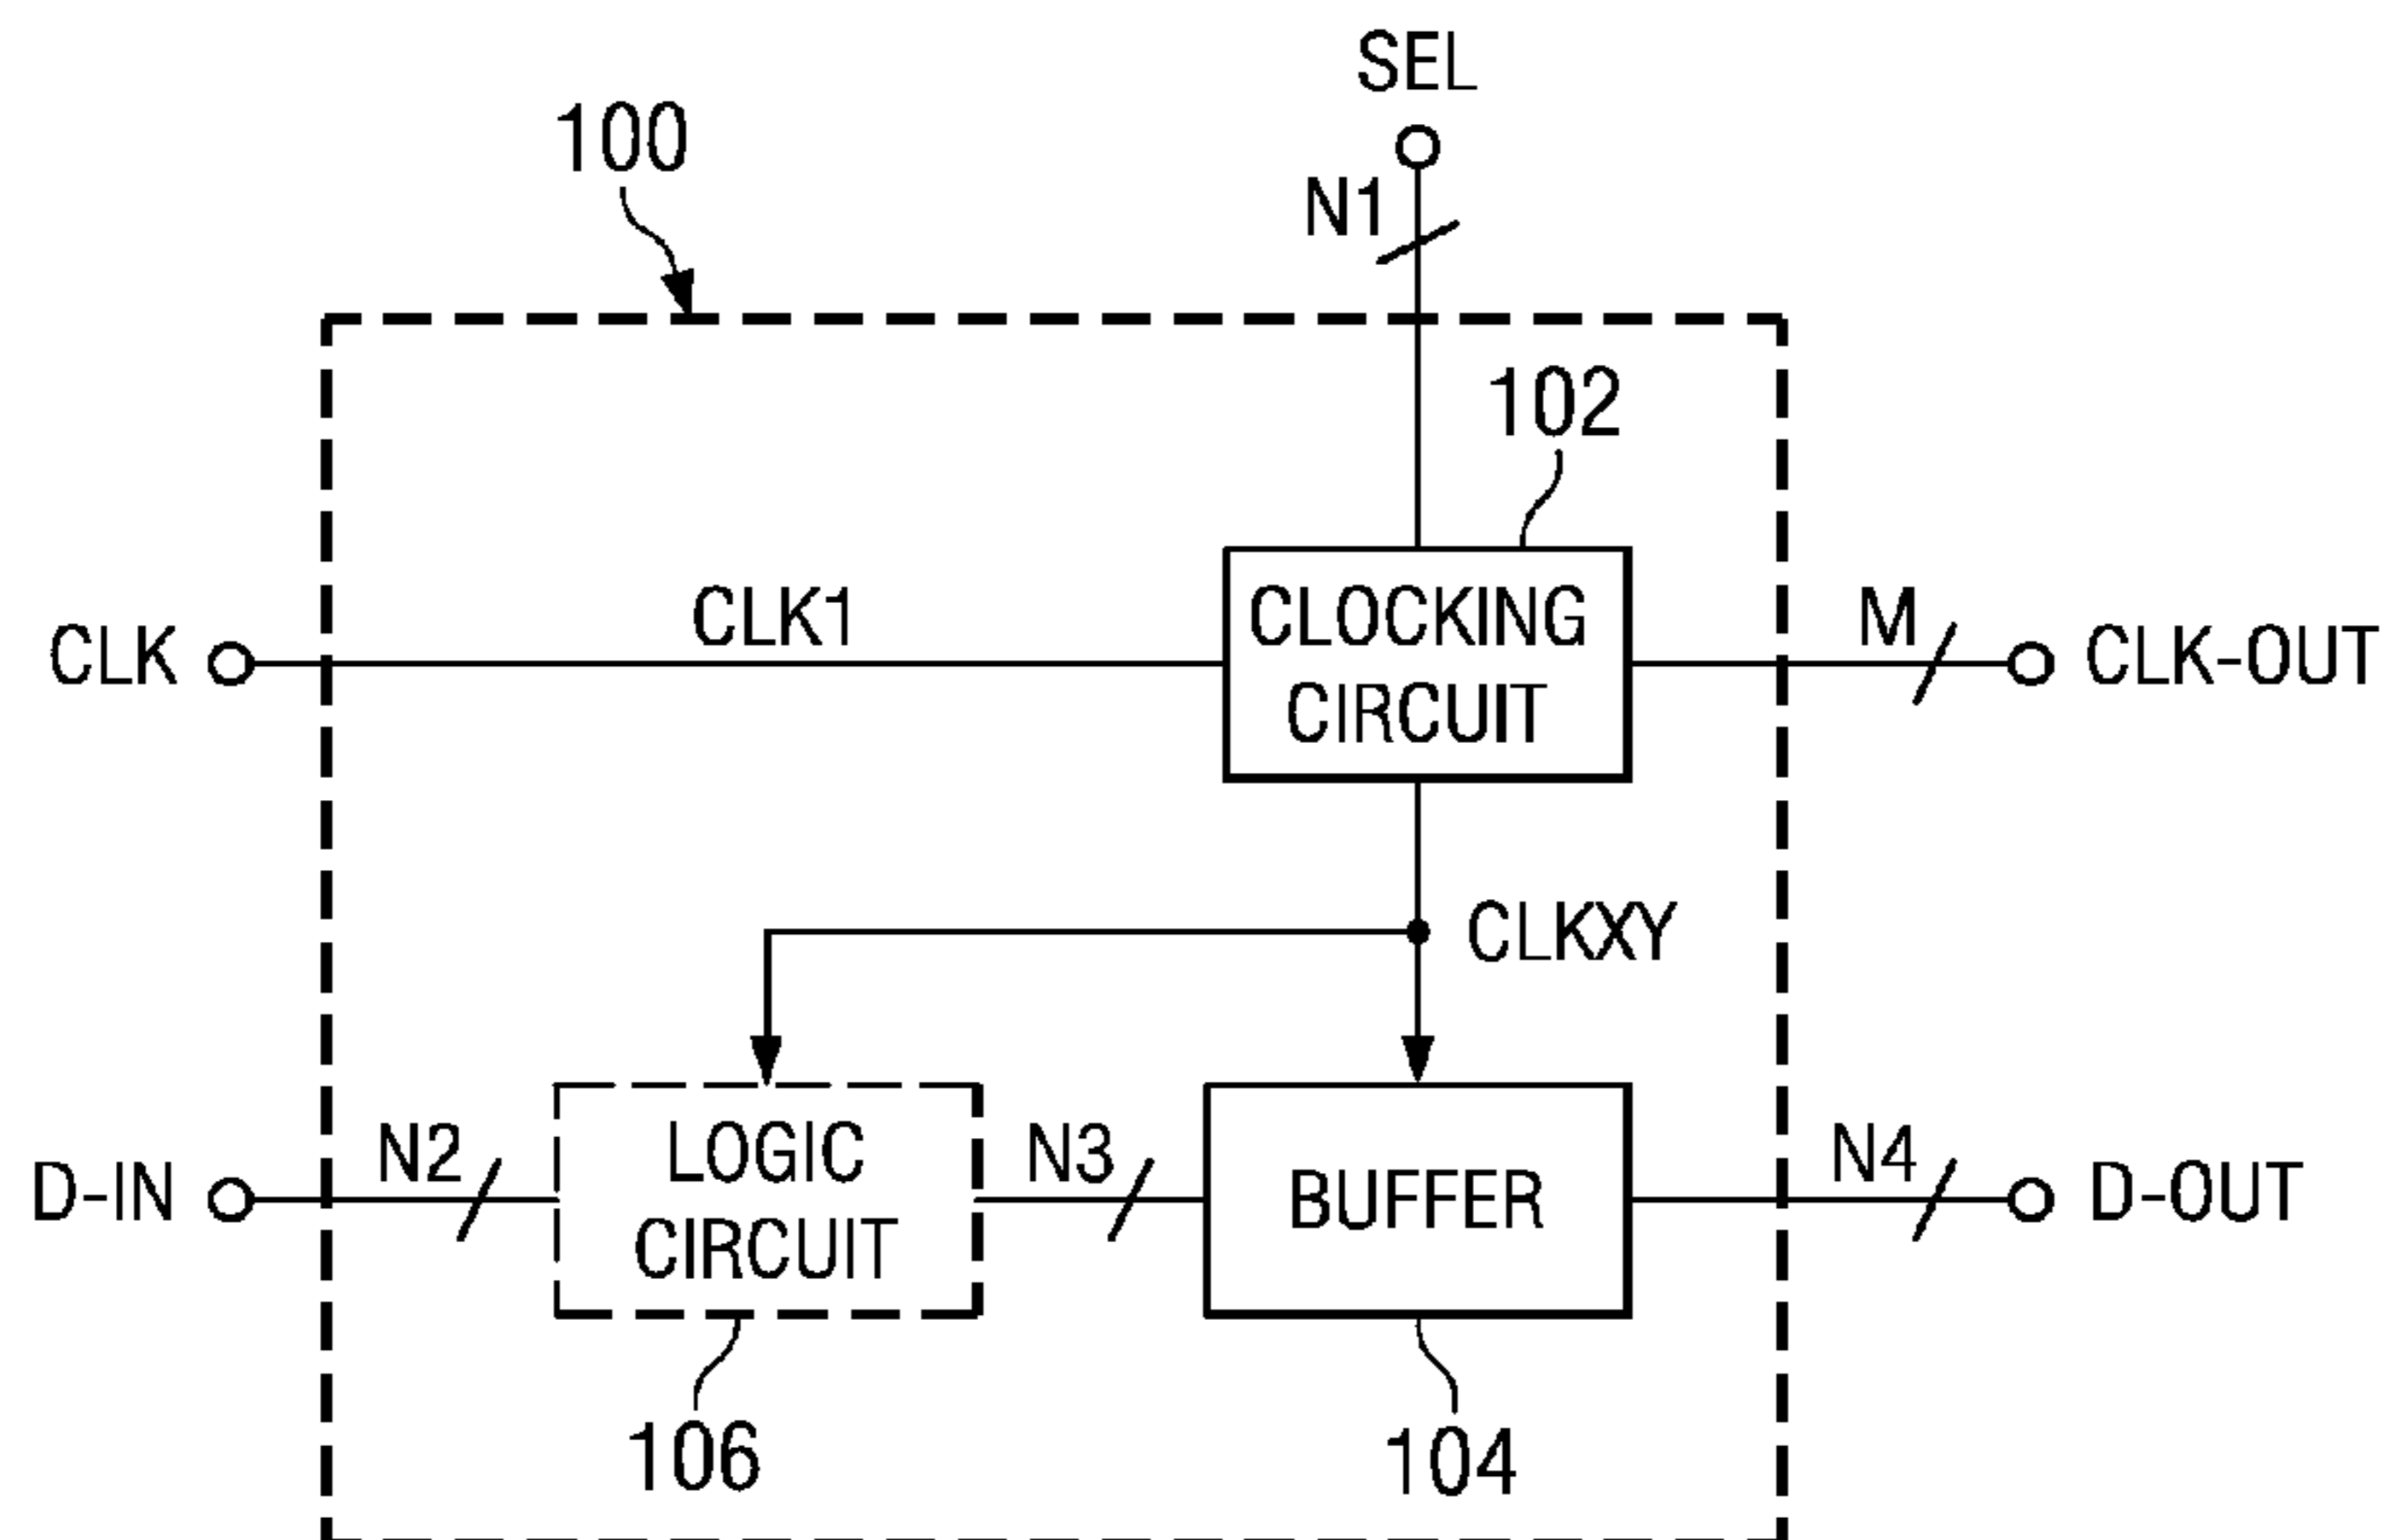 SEL
100
N1
102
CLK
CLK1
CLOCKING
CIRCUIT
M
CLK-OUT
CLKXY
D-IN
N2
LOGIC
CIRCUIT
N3
BUFFER
N4
D-OUT
106
104